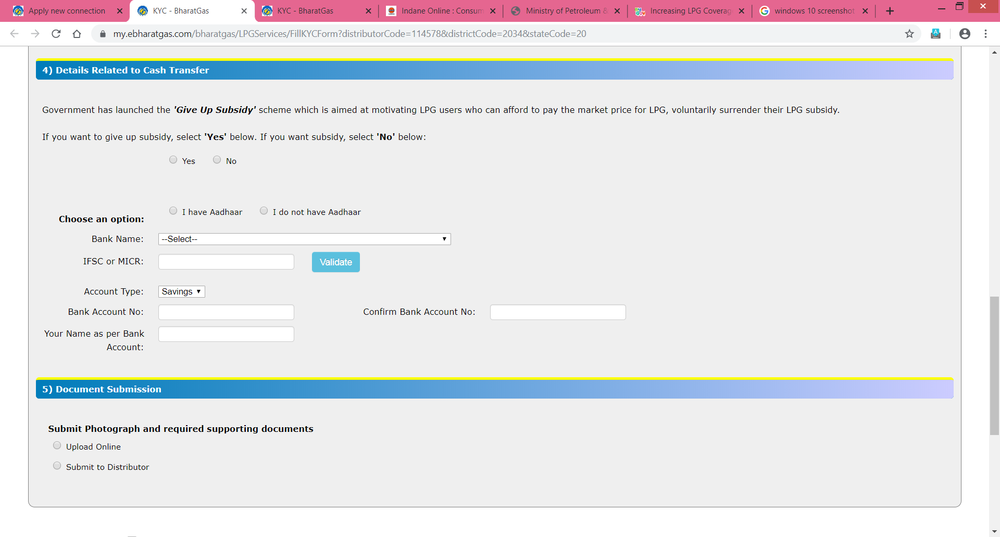 Apply new connection
KYC - BharatGas
KYC - BharatGas
Indane Online : Consum
Ministry of Petroleum &
Increasing LPG Coverag
windows 10 screenshot
my.ebharatgas.com/bharatgas/LPGServices/FillKYCForm?distributorCode=114578&districtCode=2034&stateCode=20
4) Details Related to Cash Transfer
Government has launched the 'Give Up Subsidy' scheme which is aimed at motivating LPG users who can afford to pay the market price for LPG, voluntarily surrender their LPG subsidy.
If you want to give up subsidy, select 'Yes' below. If you want subsidy, select 'No' below:
Yes No
Choose an option: I have Aadhaar I do not have Aadhaar
Bank Name: --Select--
IFSC or MICR: Validate
Account Type: Savings
Bank Account No: Confirm Bank Account No:
Your Name as per Bank
Account:
5) Document Submission
Submit Photograph and required supporting documents
Upload Online
Submit to Distributor